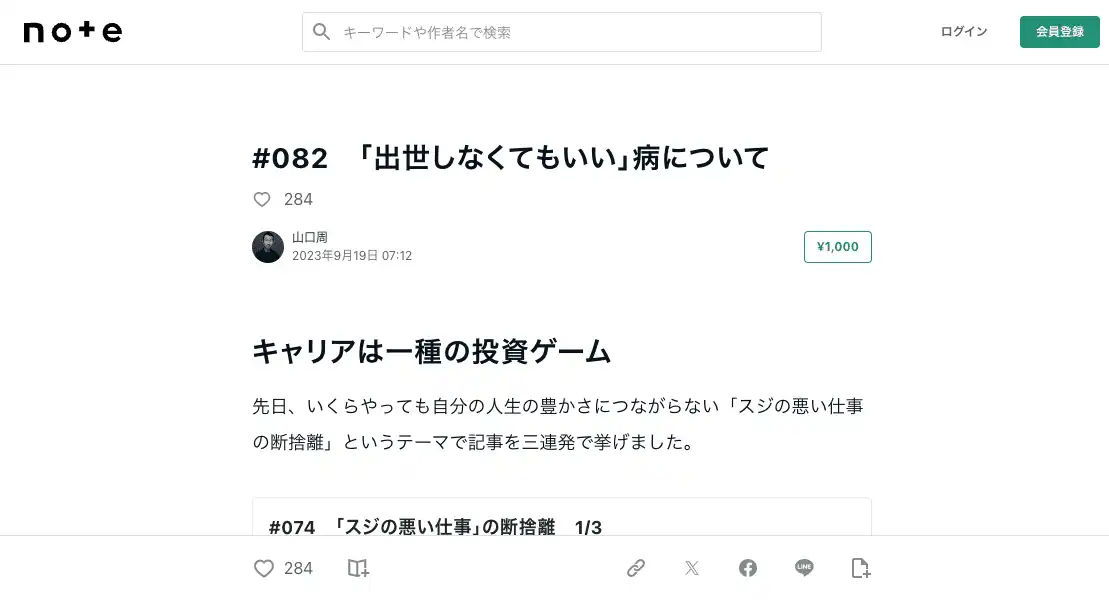 note
キーワードや作者名で検索
ログイン
会員登録
#082 「出世しなくてもいい」病について
284
山口周
2023年9月19日 07:12
¥1,000
キャリアは一種の投資ゲーム
先日、いくらやっても自分の人生の豊かさにつながらない「スジの悪い仕事
の断捨離」というテーマで記事を三連発で挙げました。
#074 「スジの悪い仕事」の断捨離 1/3
284
LINE